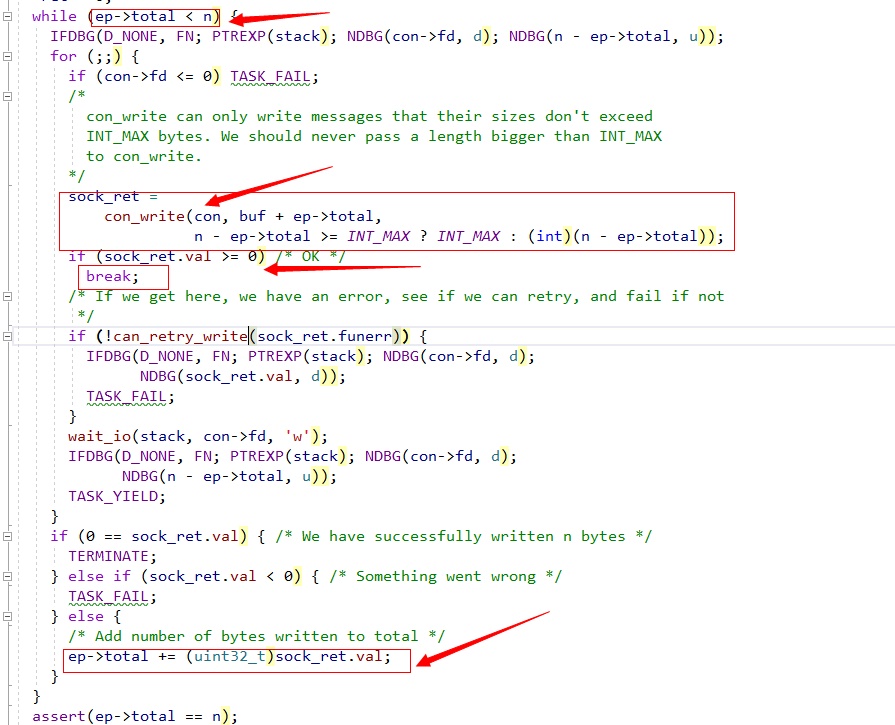 while (ep->total < n) {
IFDBG(D_NONE, FN; PTREXP(stack); NDBG(con->fd, d); NDBG(n - ep->total, u));
for (;;) {
if (con->fd <= 0) TASK_FAIL;
/*
con_write can only write messages that their sizes don't exceed
INT_MAX bytes. We should never pass a length bigger than INT_MAX
to con_write.
*/
sock_ret =
con_write(con, buf + ep->total,
n - ep->total >= INT_MAX ? INT_MAX : (int)(n - ep->total));
if (sock_ret.val >= 0) /* OK */
break;
/* If we get here, we have an error, see if we can retry, and fail if not
*/
if (!can_retry_write(sock_ret.funerr)) {
IFDBG(D_NONE, FN; PTREXP(stack); NDBG(con->fd, d);
NDBG(sock_ret.val, d));
TASK_FAIL;
}
wait_io(stack, con->fd, 'w');
IFDBG(D_NONE, FN; PTREXP(stack); NDBG(con->fd, d);
NDBG(n - ep->total, u));
TASK_YIELD;
}
if (0 == sock_ret.val) { /* We have successfully written n bytes */
TERMINATE;
} else if (sock_ret.val < 0) { /* Something went wrong */
TASK_FAIL;
} else {
/* Add number of bytes written to total */
ep->total += (uint32_t)sock_ret.val;
}
}
assert(ep->total == n);